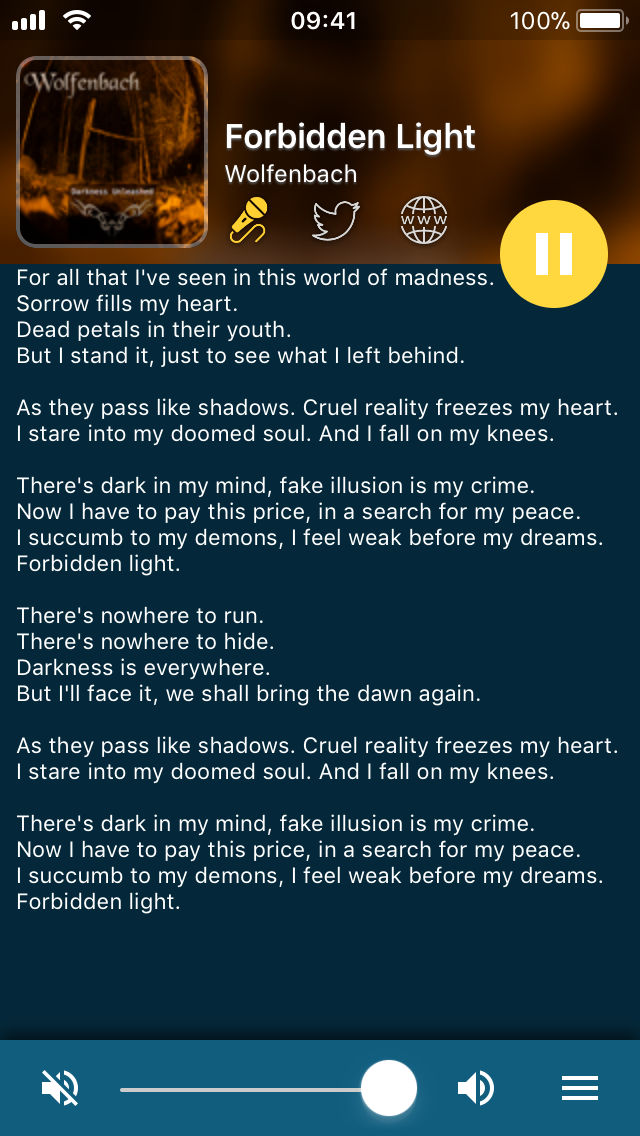 09:41
100%
Wolfenbach
Darkness Unleashed
Forbidden Light
Wolfenbach
WWW
For all that I've seen in this world of madness.
Sorrow fills my heart.
Dead petals in their youth.
But I stand it, just to see what I left behind.
As they pass like shadows. Cruel reality freezes my heart.
I stare into my doomed soul. And I fall on my knees.
There's dark in my mind, fake illusion is my crime.
Now I have to pay this price, in a search for my peace.
I succumb to my demons, I feel weak before my dreams.
Forbidden light.
There's nowhere to run.
There's nowhere to hide.
Darkness is everywhere.
But I'll face it, we shall bring the dawn again.
As they pass like shadows. Cruel reality freezes my heart.
I stare into my doomed soul. And I fall on my knees.
There's dark in my mind, fake illusion is my crime.
Now I have to pay this price, in a search for my peace.
I succumb to my demons, I feel weak before my dreams.
Forbidden light.